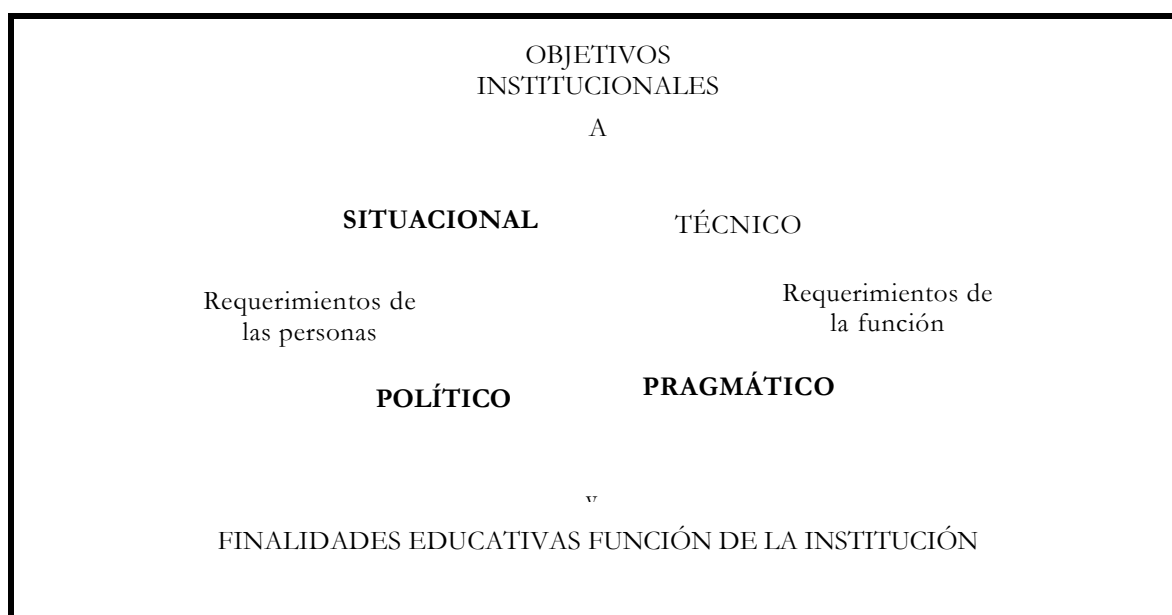 OBJETIVOS
INSTITUCIONALES
A
SITUACIONAL
TÉCNICO
Requerimientos de
las personas
Requerimientos de
la función
POLÍTICO
PRAGMÁTICO
v
FINALIDADES EDUCATIVAS FUNCIÓN DE LA INSTITUCIÓN